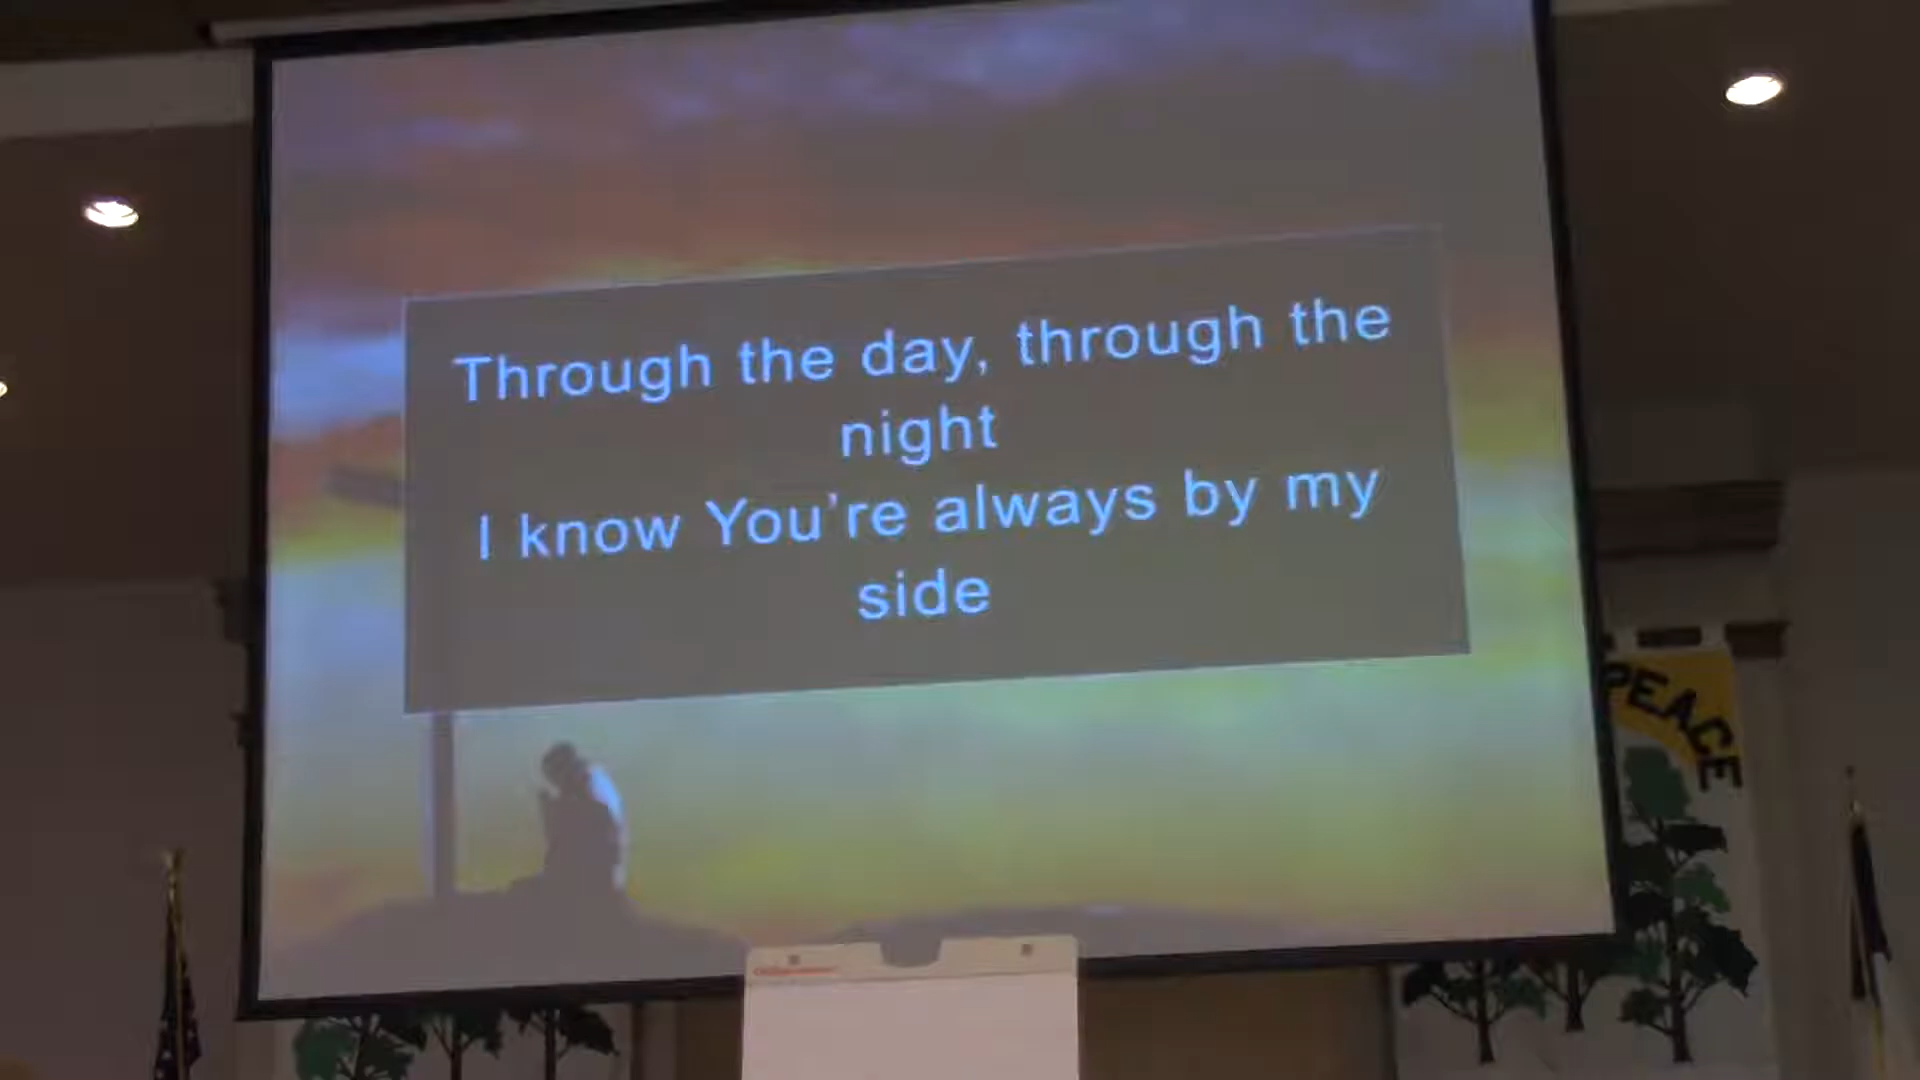 Through the day, through the
night
I know You're always by my
side
PEACE